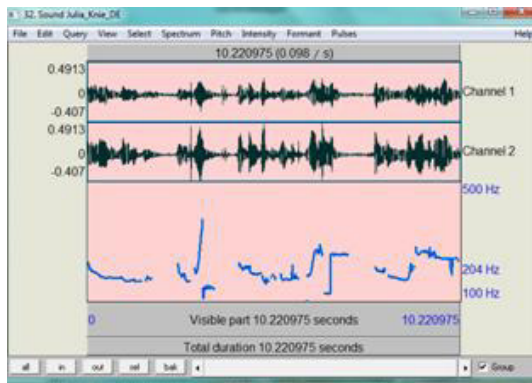 32. Sound Julia_Knie_DE
File Edit Query View Select Spectrum Pitch Intensity Formant Pulses Help
10.220975 (0.098 / s)
0.4913
0
-0.407
Channel 1
0.4913
0
-0.407
Channel 2
500 Hz
204 Hz
100 Hz
0 Visible part 10.220975 seconds 10.220975
Total duration 10.220975 seconds
all in out sel bak Group